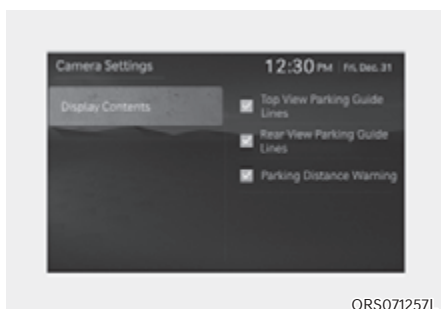 Camera Settings
12:30 PM Fri, Dec. 31
Display Contents
Top View Parking Guide
Lines
Rear View Parking Guide
Lines
Parking Distance Warning
ORS071257L